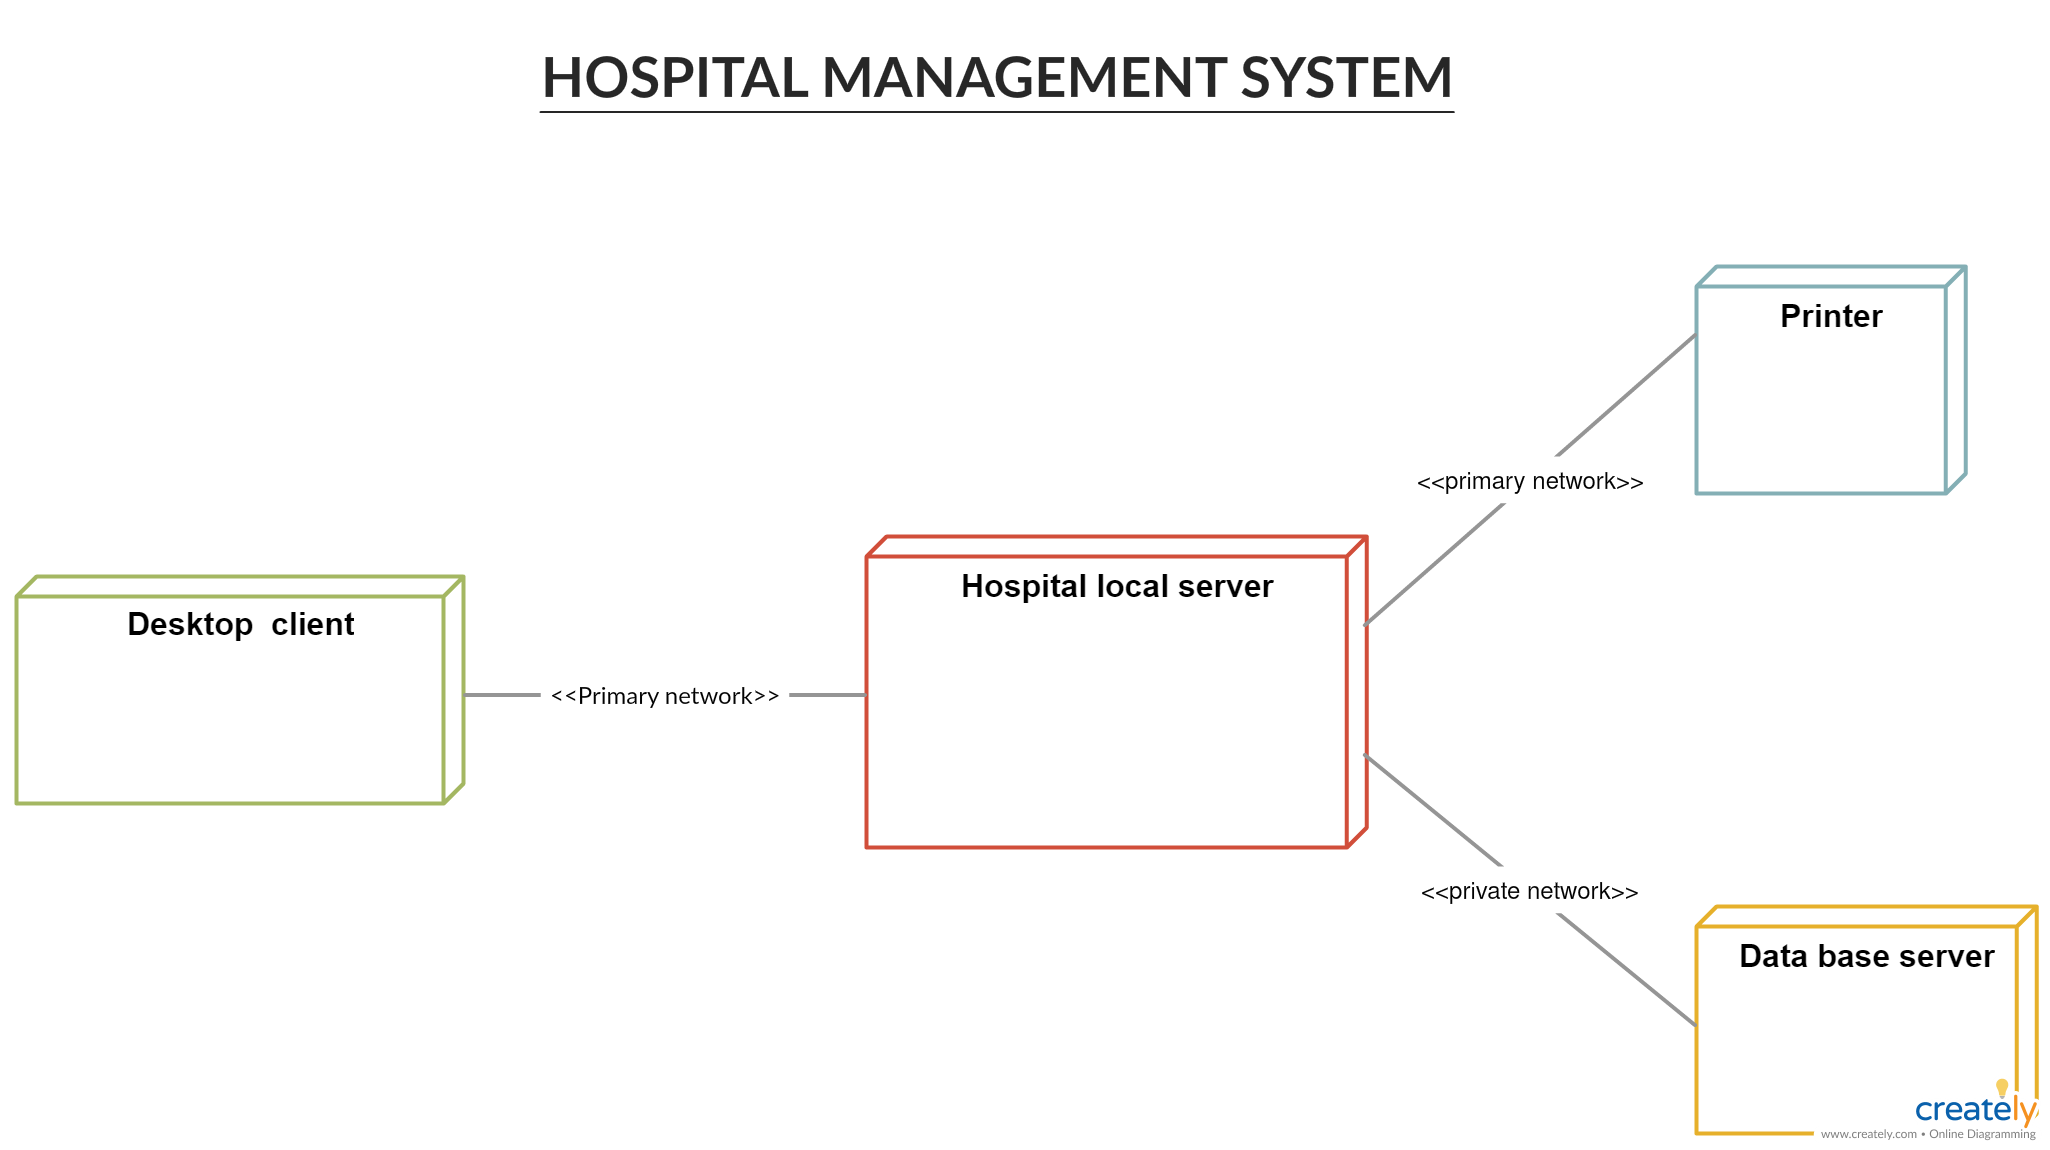 HOSPITAL MANAGEMENT SYSTEM
Printer
<<primary network>>
Hospital local server
Desktop  client
<<Primary network>>
<<private network>>
Data base server
creately
www.creately.com • Online Diagramming